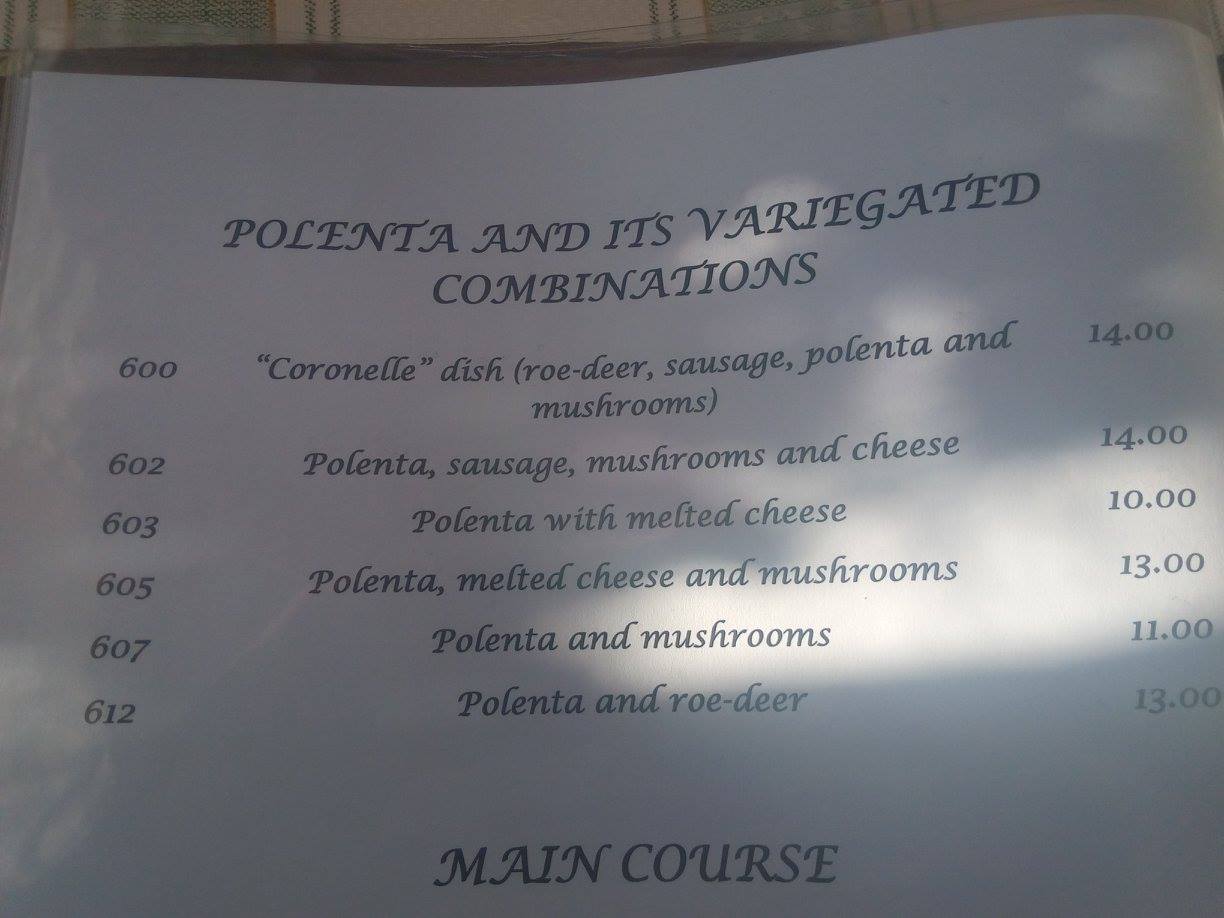 POLENTA AND ITS VARIEGATED
COMBINATIONS
600 “Coronelle” dish (roe-deer, sausage, polenta and 14.00
mushrooms)
602 Polenta, sausage, mushrooms and cheese 14.00
603 Polenta with melted cheese 10.00
605 Polenta, melted cheese and mushrooms 13.00
607 Polenta and mushrooms 11.00
612 Polenta and roe-deer 13.00
MAIN COURSE